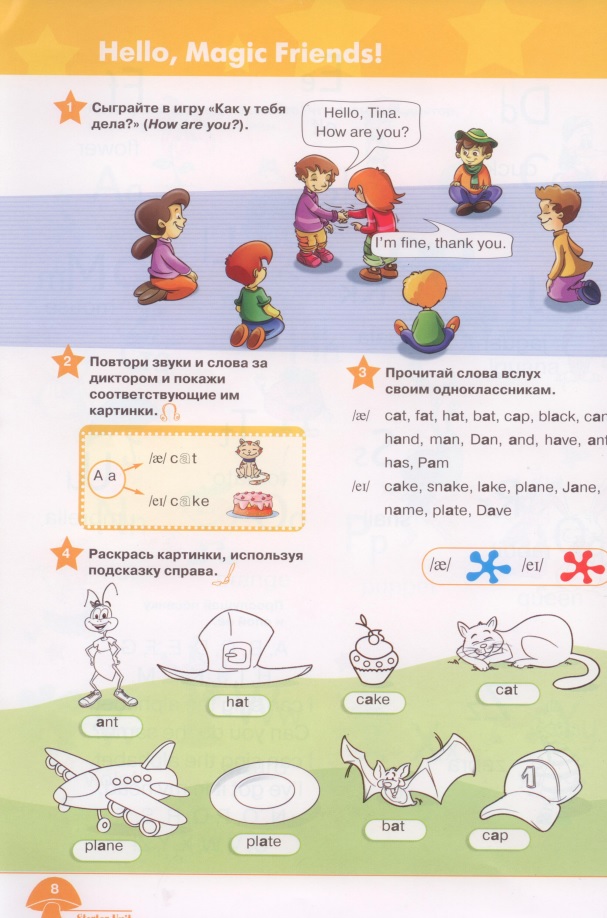 Hello, Magic Friends!
1 Сыграйте в игру «Как у тебя
дела?» (How are you?).
Hello, Tina.
How are you?
I'm fine, thank you.
2 Повтори звуки и слова за
диктором и покажи
соответствующие им
картинки.
A a
/æ/ cat
/eɪ/ cake
3 Прочитай слова вслух
своим одноклассникам.
/æ/ cat, fat, hat, bat, cap, black,
hand, man, Dan, and, have,
has, Pam
/eɪ/ cake, snake, lake, plane, Jane,
name, plate, Dave
4 Раскрась картинки, используя
подсказку справа.
/æ/ /eɪ/
ant
hat
cake
cat
plane
plate
bat
cap
8